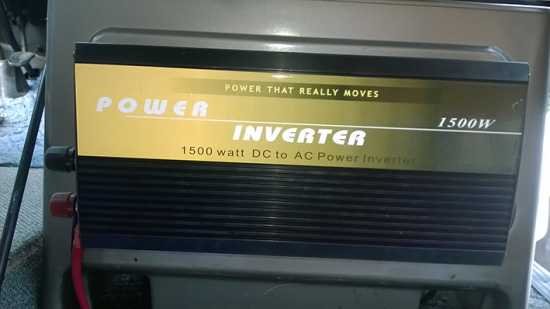 POWER THAT REALLY MOVES
POWER
1500W
INVERTER
1500 watt DC to AC Power Inverter